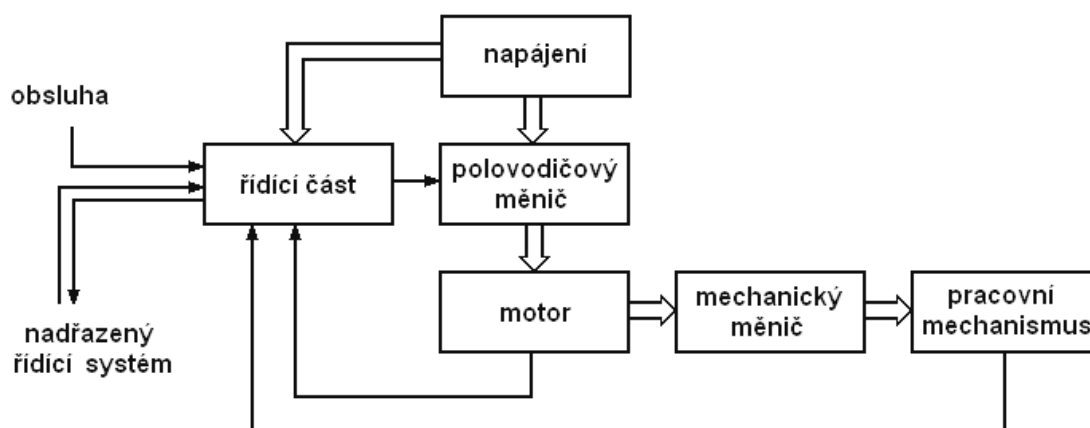 napájení
obsluha
řídící část
polovodičový
měnič
nadřazený
řídící systém
motor
mechanický
měnič
pracovní
mechanismus